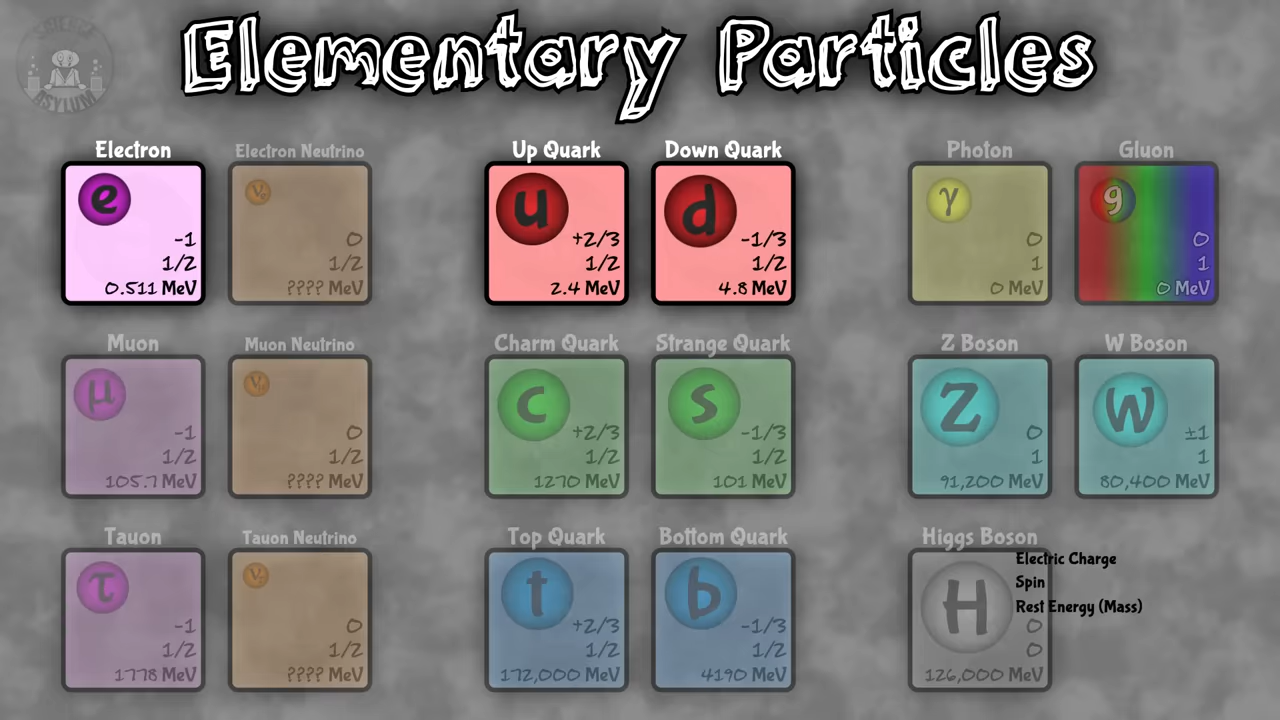 Elementary Particles
SCIENCE
ASYLUM
Electron
e
-1
1/2
0.511 MeV
Electron Neutrino
νe
0
1/2
???? MeV
Up Quark
u
+2/3
1/2
2.4 MeV
Down Quark
d
-1/3
1/2
4.8 MeV
Photon
γ
0
1
0 MeV
Gluon
g
0
1
0 MeV
Muon
μ
-1
1/2
105.7 MeV
Muon Neutrino
ν
0
1/2
???? MeV
Charm Quark
c
+2/3
1/2
1270 MeV
Strange Quark
s
-1/3
1/2
101 MeV
Z Boson
Z
0
1
91,200 MeV
W Boson
W
±1
1
80,400 MeV
Tauon
τ
-1
1/2
1778 MeV
Tauon Neutrino
ν
0
1/2
???? MeV
Top Quark
t
+2/3
1/2
172,000 MeV
Bottom Quark
b
-1/3
1/2
4190 MeV
Higgs Boson
H
Electric Charge
Spin
Rest Energy (Mass)
0
0
126,000 MeV